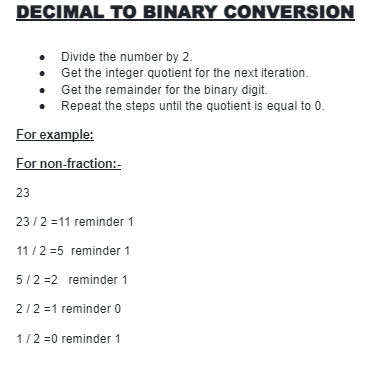 DECIMAL TO BINARY CONVERSION
• Divide the number by 2.
• Get the integer quotient for the next iteration.
• Get the remainder for the binary digit.
• Repeat the steps until the quotient is equal to 0.
For example:
For non-fraction:-
23
23 / 2 =11 reminder 1
11 / 2 =5  reminder 1
5 / 2 =2   reminder 1
2 / 2 =1 reminder 0
1 / 2 =0 reminder 1